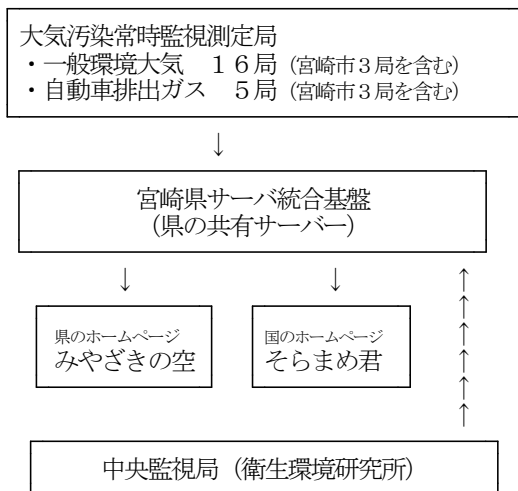 大気汚染常時監視測定局
・一般環境大気　１６局（宮崎市３局を含む）
・自動車排出ガス　５局（宮崎市３局を含む）
↓
宮崎県サーバ統合基盤
（県の共有サーバー）
↓ ↓ ↑
↑
↑
↑
↑
↑
県のホームページ
みやざきの空
国のホームページ
そらまめ君
中央監視局（衛生環境研究所）